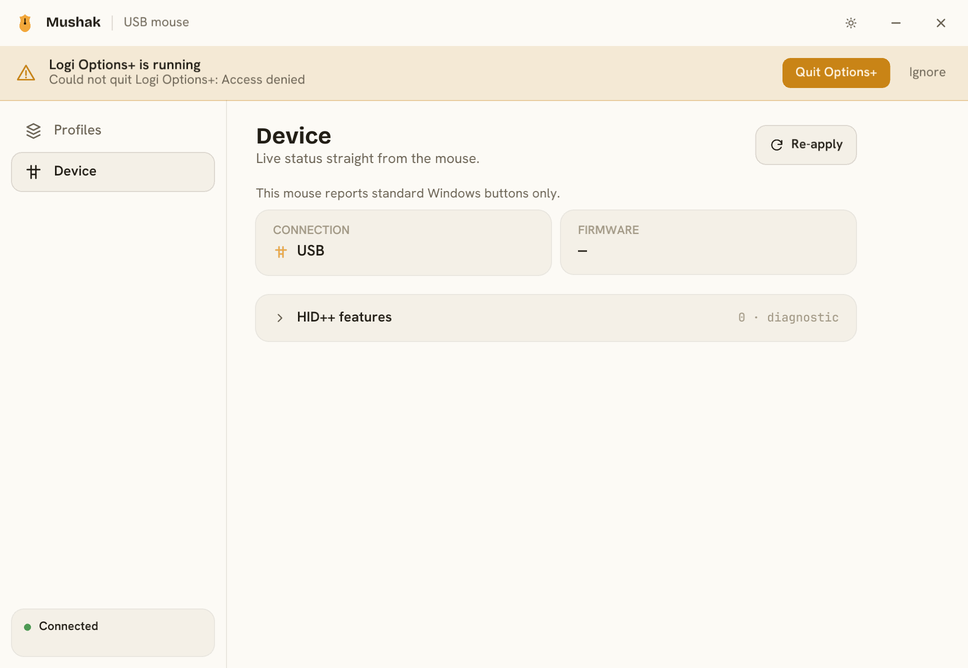 Mushak
USB mouse
Logi Options+ is running
Could not quit Logi Options+: Access denied
Quit Options+
Ignore
Profiles
Device
Device
Live status straight from the mouse.
Re-apply
This mouse reports standard Windows buttons only.
CONNECTION
USB
FIRMWARE
–
HID++ features
0 · diagnostic
Connected